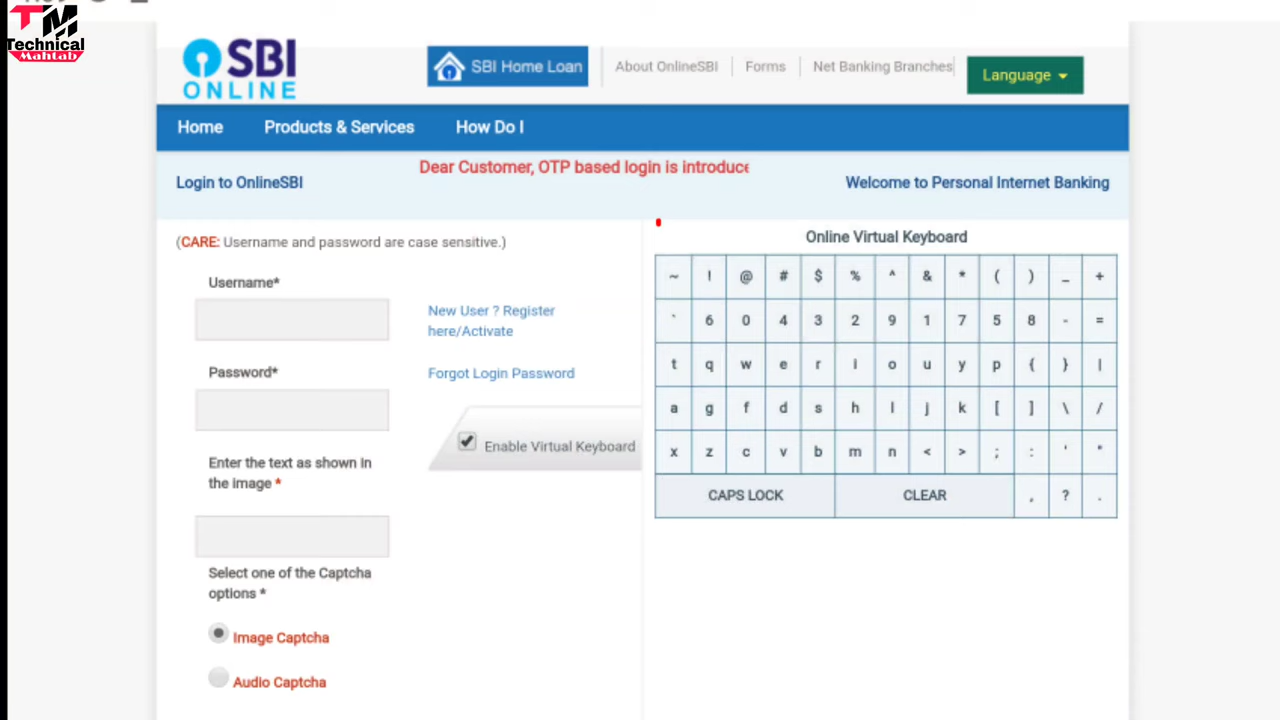 TM
Technical
Mahtab
SBI
ONLINE
SBI Home Loan
About OnlineSBI
Forms
Net Banking Branches
Language
Home
Products & Services
How Do I
Dear Customer, OTP based login is introduce
Login to OnlineSBI
Welcome to Personal Internet Banking
(CARE: Username and password are case sensitive.)
Username*
New User ? Register
here/Activate
Password*
Forgot Login Password
Enable Virtual Keyboard
Enter the text as shown in
the image *
Select one of the Captcha
options *
Image Captcha
Audio Captcha
Online Virtual Keyboard
~ ! @ # $ % ^ & * ( ) _ +
` 6 0 4 3 2 9 1 7 5 8 - =
t q w e r i o u y p { } |
a g f d s h l j k [ ] \ /
x z c v b m n < > ; : ' "
CAPS LOCK CLEAR , ? .